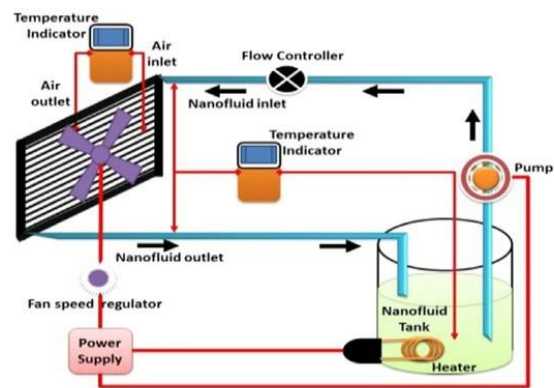 Temperature
Indicator
Air
inlet
Air
outlet
Flow Controller
Nanofluid inlet
Temperature
Indicator
Pump
Nanofluid outlet
Fan speed regulator
Nanofluid
Tank
Power
Supply
Heater